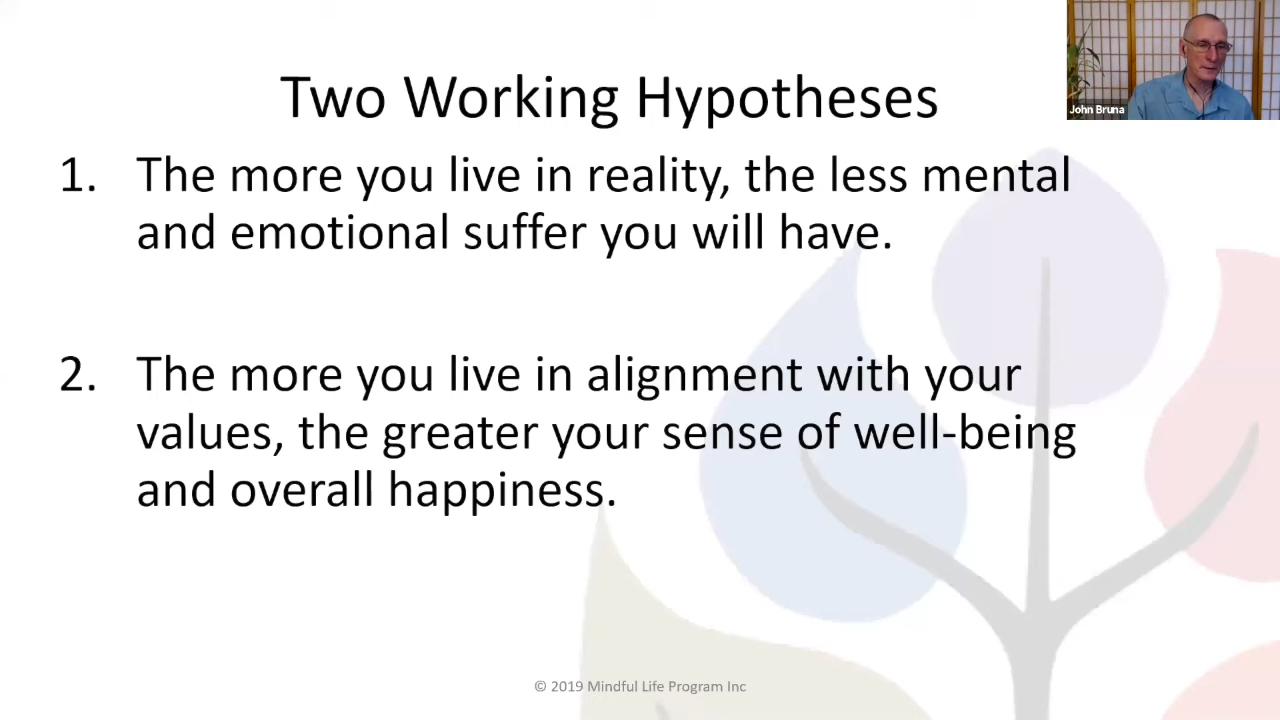 Two Working Hypotheses
John Bruna
1. The more you live in reality, the less mental
and emotional suffer you will have.
2. The more you live in alignment with your
values, the greater your sense of well-being
and overall happiness.
© 2019 Mindful Life Program Inc